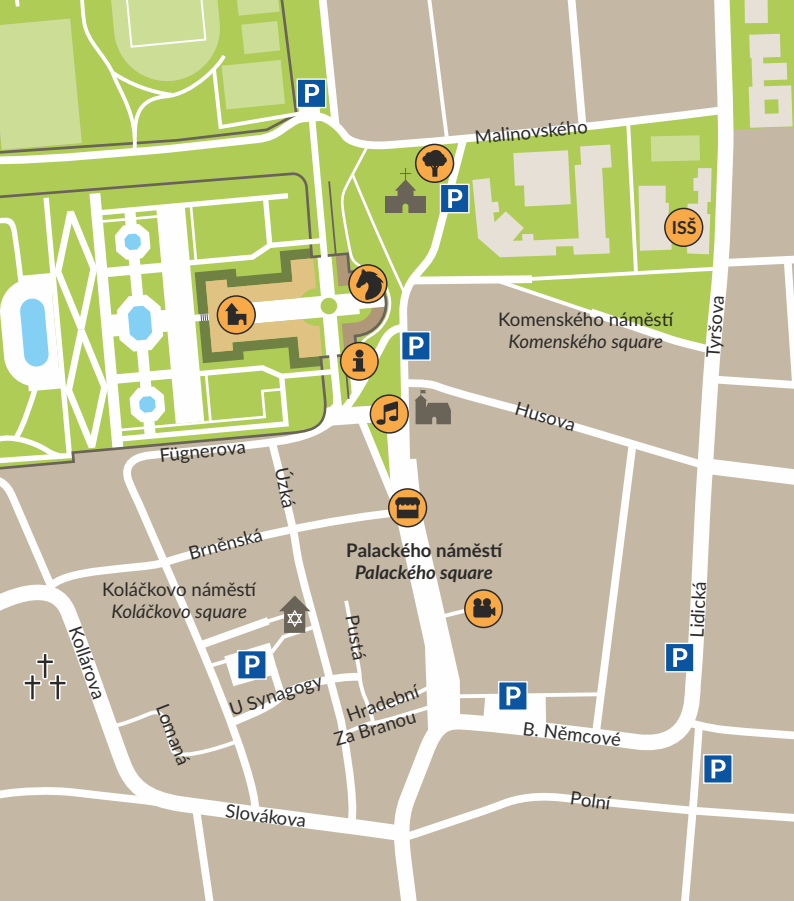 P
Malinovského
P
ISŠ
Komenského náměstí
Komenského square
Tyršova
P
Husova
Fügnerova
Úzká
Brněnská
Palackého náměstí
Palackého square
Koláčkovo náměstí
Koláčkovo square
Lidická
Pustá
Kollárova
P
P
U Synagogy
Hradební
P
Za Branou
Lomaná
B. Němcové
P
Polní
Slovákova